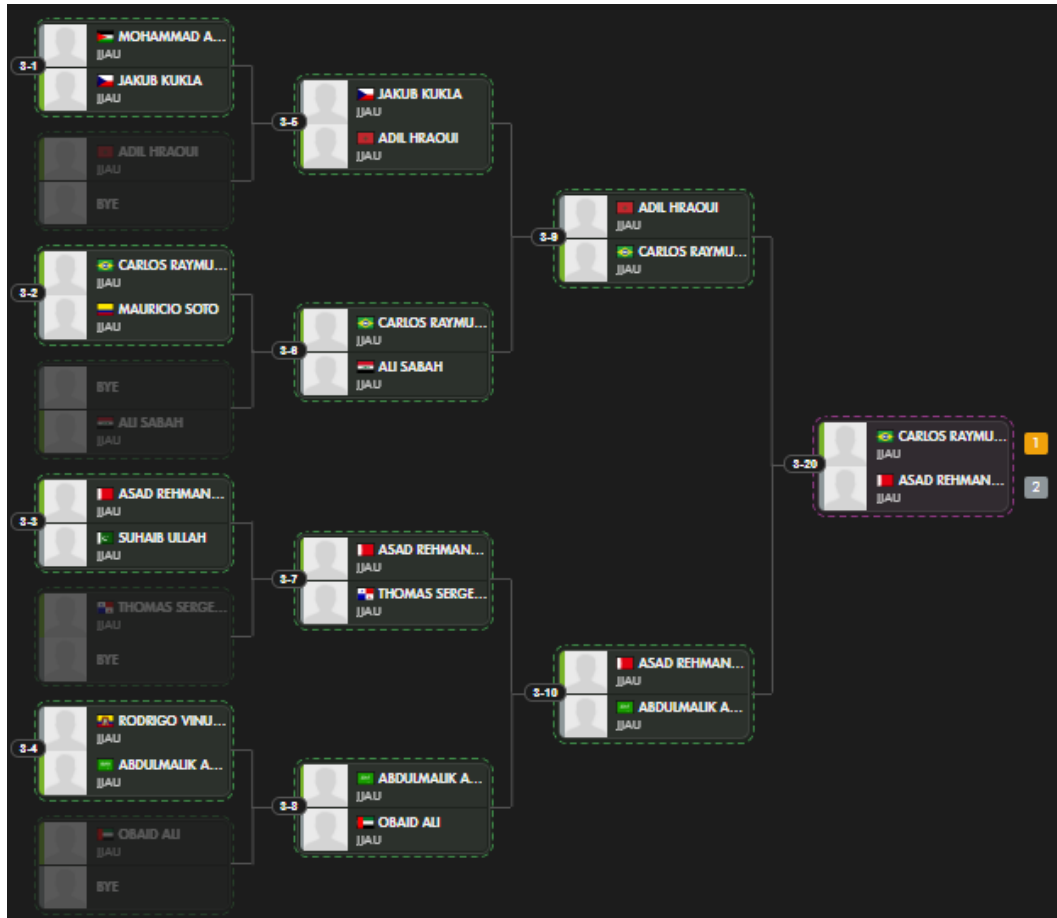 MOHAMMAD A...
JJAU
3-1
JAKUB KUKLA
JJAU
ADIL HRAOUI
JJAU
BYE
CARLOS RAYMU...
JJAU
3-2
MAURICIO SOTO
JJAU
BYE
ALI SABAH
JJAU
ASAD REHMAN...
JJAU
3-3
SUHAIB ULLAH
JJAU
THOMAS SERGE...
JJAU
BYE
RODRIGO VINU...
JJAU
3-4
ABDULMALIK A...
JJAU
OBAID ALI
JJAU
BYE
JAKUB KUKLA
JJAU
3-5
ADIL HRAOUI
JJAU
CARLOS RAYMU...
JJAU
3-6
ALI SABAH
JJAU
ASAD REHMAN...
JJAU
3-7
THOMAS SERGE...
JJAU
ABDULMALIK A...
JJAU
3-8
OBAID ALI
JJAU
ADIL HRAOUI
JJAU
3-9
CARLOS RAYMU...
JJAU
ASAD REHMAN...
JJAU
3-10
ABDULMALIK A...
JJAU
CARLOS RAYMU...
JJAU
1
3-20
ASAD REHMAN...
JJAU
2